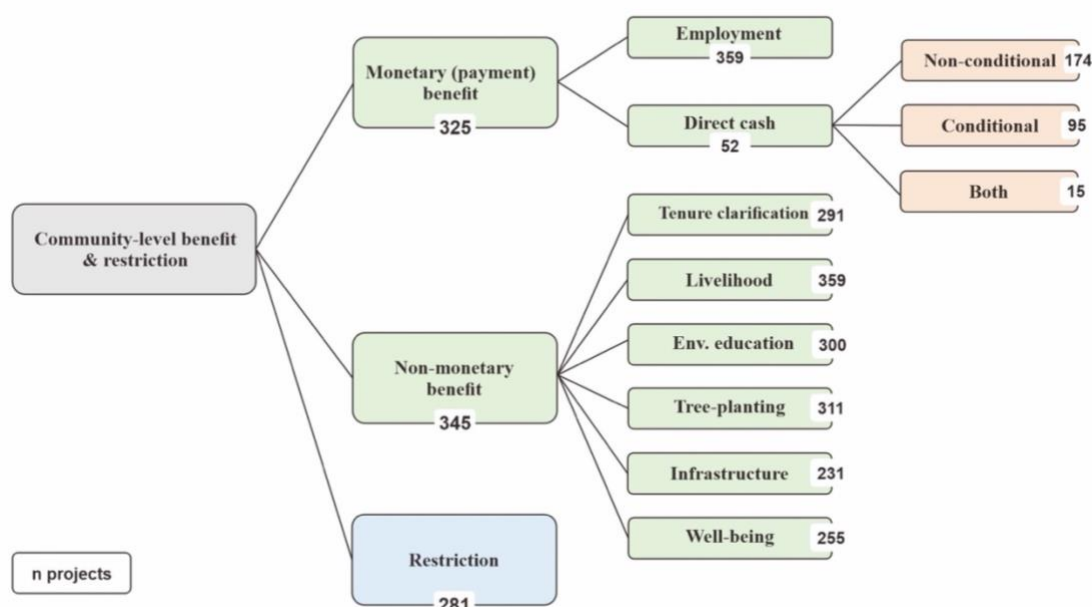 Employment
359
Monetary (payment)
benefit
325
Direct cash
52
Non-conditional 174
Conditional 95
Both 15
Community-level benefit
& restriction
Tenure clarification 291
Livelihood 359
Env. education 300
Non-monetary
benefit
345
Tree-planting 311
Infrastructure 231
Well-being 255
Restriction
281
n projects